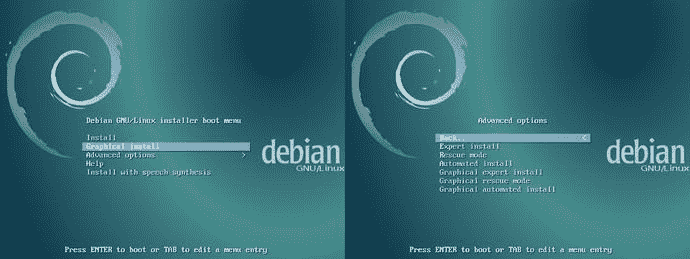 Debian GNU/Linux installer boot menu
Install
Graphical install
Advanced options >
Help
Install with speech synthesis
debian
GNU/Linux
Press ENTER to boot or TAB to edit a menu entry
Advanced options
Back.. <
Expert install
Rescue mode
Automated install
Graphical expert install
Graphical rescue mode
Graphical automated install
debian
GNU/Linux
Press ENTER to boot or TAB to edit a menu entry